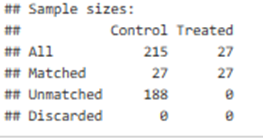 ## Sample sizes:
##           Control Treated
## All           215      27
## Matched        27      27
## Unmatched     188       0
## Discarded       0       0